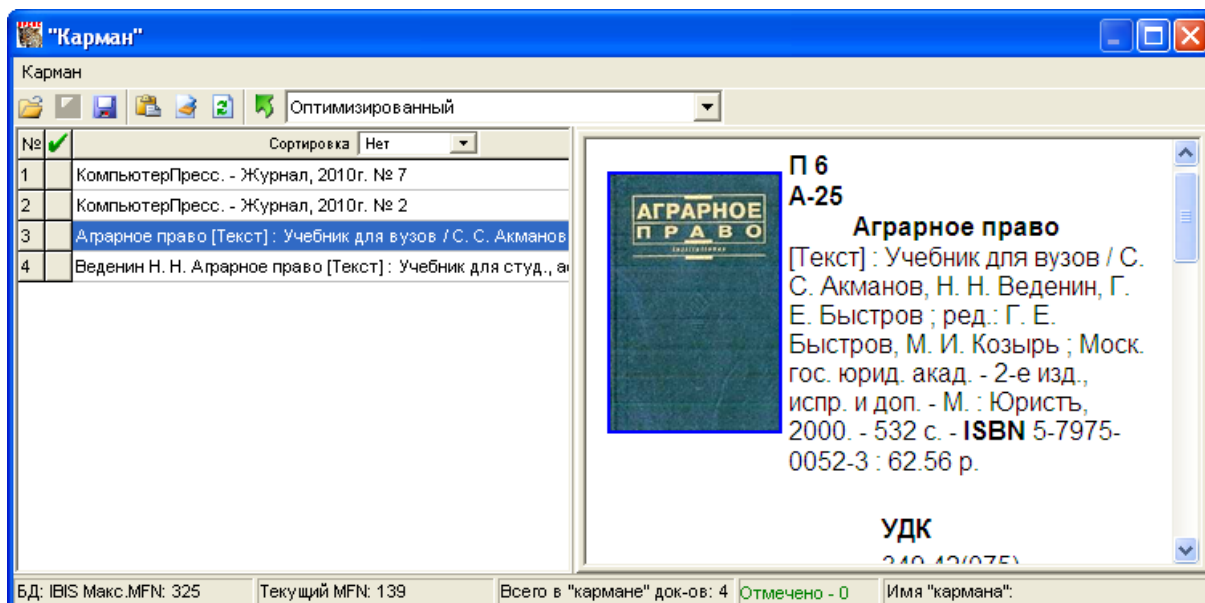 "Карман"
Карман
Оптимизированный
№ Сортировка Нет
1 КомпьютерПресс. - Журнал, 2010г. № 7
2 КомпьютерПресс. - Журнал, 2010г. № 2
3 Аграрное право [Текст] : Учебник для вузов / С. С. Акманов
4 Веденин Н. Н. Аграрное право [Текст] : Учебник для студ.,
АГРАРНОЕ
ПРАВО
П 6
А-25
Аграрное право
[Текст] : Учебник для вузов / С.
С. Акманов, Н. Н. Веденин, Г.
Е. Быстров ; ред.: Г. Е.
Быстров, М. И. Козырь ; Моск.
гос. юрид. акад. - 2-е изд.,
испр. и доп. - М. : Юристъ,
2000. - 532 с. - ISBN 5-7975-
0052-3 : 62.56 р.
УДК
БД: IBIS Макс.MFN: 325 Текущий MFN: 139 Всего в "кармане" док-ов: 4 Отмечено - 0 Имя "кармана":